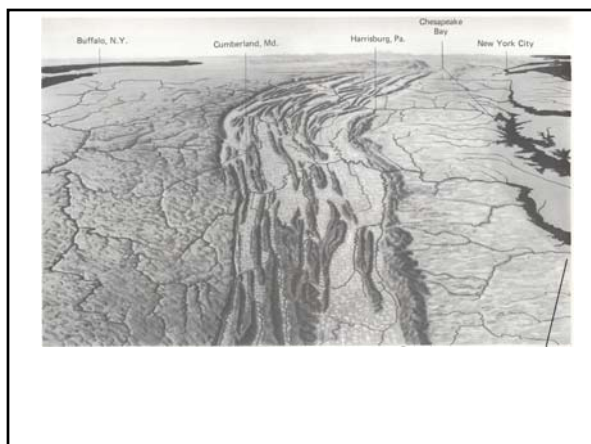 Buffalo, N.Y.
Cumberland, Md.
Harrisburg, Pa.
Chesapeake
Bay
New York City